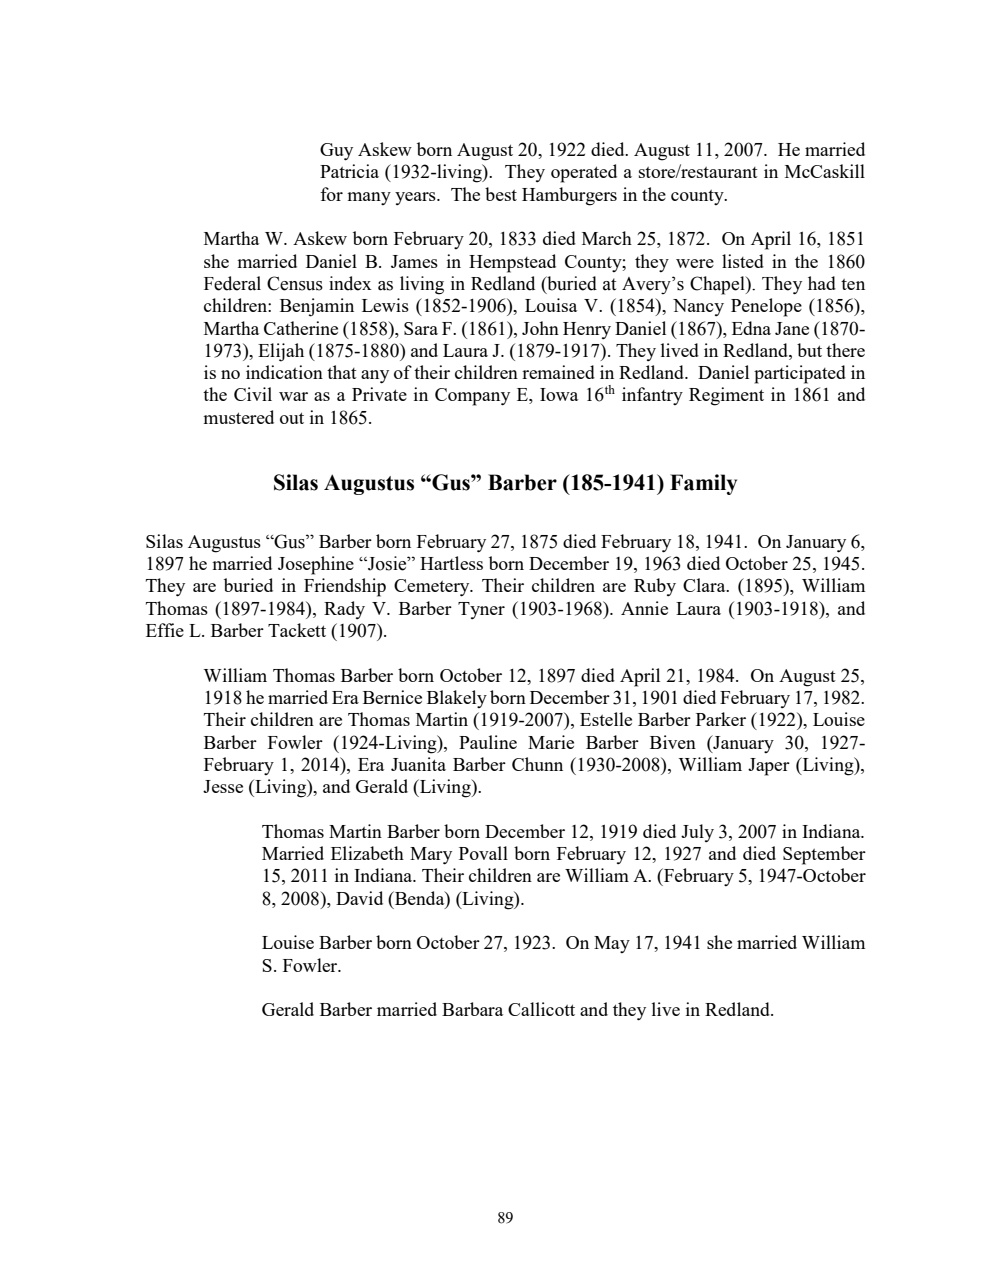 Guy Askew born August 20, 1922 died. August 11, 2007.  He married
Patricia (1932-living).  They operated a store/restaurant in McCaskill
for many years.  The best Hamburgers in the county.
Martha W. Askew born February 20, 1833 died March 25, 1872.  On April 16, 1851
she married Daniel B. James in Hempstead County; they were listed in the 1860
Federal Census index as living in Redland (buried at Avery’s Chapel). They had ten
children: Benjamin Lewis (1852-1906), Louisa V. (1854), Nancy Penelope (1856),
Martha Catherine (1858), Sara F. (1861), John Henry Daniel (1867), Edna Jane (1870-
1973), Elijah (1875-1880) and Laura J. (1879-1917). They lived in Redland, but there
is no indication that any of their children remained in Redland.  Daniel participated in
the Civil war as a Private in Company E, Iowa 16th infantry Regiment in 1861 and
mustered out in 1865.
Silas Augustus “Gus” Barber (185-1941) Family
Silas Augustus “Gus” Barber born February 27, 1875 died February 18, 1941.  On January 6,
1897 he married Josephine “Josie” Hartless born December 19, 1963 died October 25, 1945.
They are buried in Friendship Cemetery. Their children are Ruby Clara. (1895), William
Thomas (1897-1984), Rady V. Barber Tyner (1903-1968). Annie Laura (1903-1918), and
Effie L. Barber Tackett (1907).
William Thomas Barber born October 12, 1897 died April 21, 1984.  On August 25,
1918 he married Era Bernice Blakely born December 31, 1901 died February 17, 1982.
Their children are Thomas Martin (1919-2007), Estelle Barber Parker (1922), Louise
Barber Fowler (1924-Living), Pauline Marie Barber Biven (January 30, 1927-
February 1, 2014), Era Juanita Barber Chunn (1930-2008), William Japer (Living),
Jesse (Living), and Gerald (Living).
Thomas Martin Barber born December 12, 1919 died July 3, 2007 in Indiana.
Married Elizabeth Mary Povall born February 12, 1927 and died September
15, 2011 in Indiana. Their children are William A. (February 5, 1947-October
8, 2008), David (Benda) (Living).
Louise Barber born October 27, 1923.  On May 17, 1941 she married William
S. Fowler.
Gerald Barber married Barbara Callicott and they live in Redland.
89